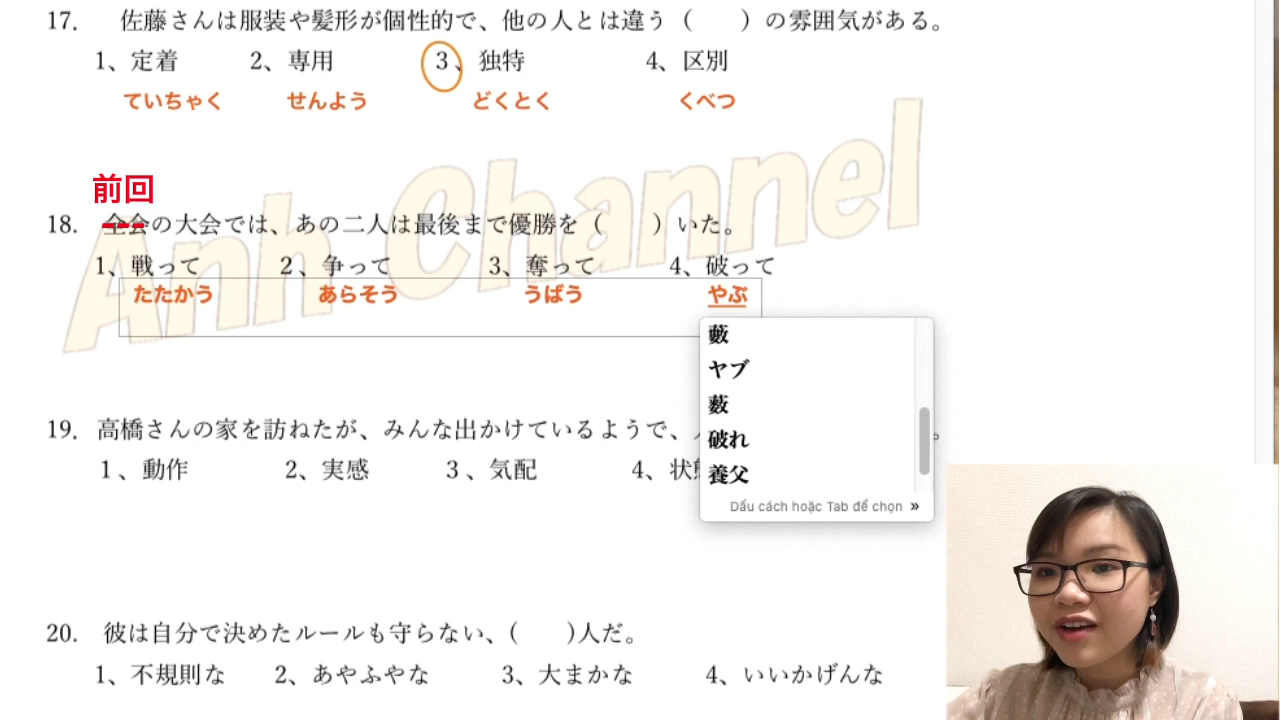 17. 佐藤さんは服装や髪形が個性的で、他の人とは違う（　　）の雰囲気がある。
1、定着　2、専用　3、独特　4、区別
ていちゃく　せんよう　どくとく　くべつ
前回
18. 全会の大会では、あの二人は最後まで優勝を（　　）いた。
1、戦って　2、争って　3、奪って　4、破って
たたかう　あらそう　うばう　やぶ
藪
ヤブ
薮
破れ
養父
Dấu cách hoặc Tab để chọn »
19. 高橋さんの家を訪ねたが、みんな出かけているようで、
1、動作　2、実感　3、気配　4、状
20. 彼は自分で決めたルールも守らない、(　　)人だ。
1、不規則な　2、あやふやな　3、大まかな　4、いいかげんな
Anh Channel